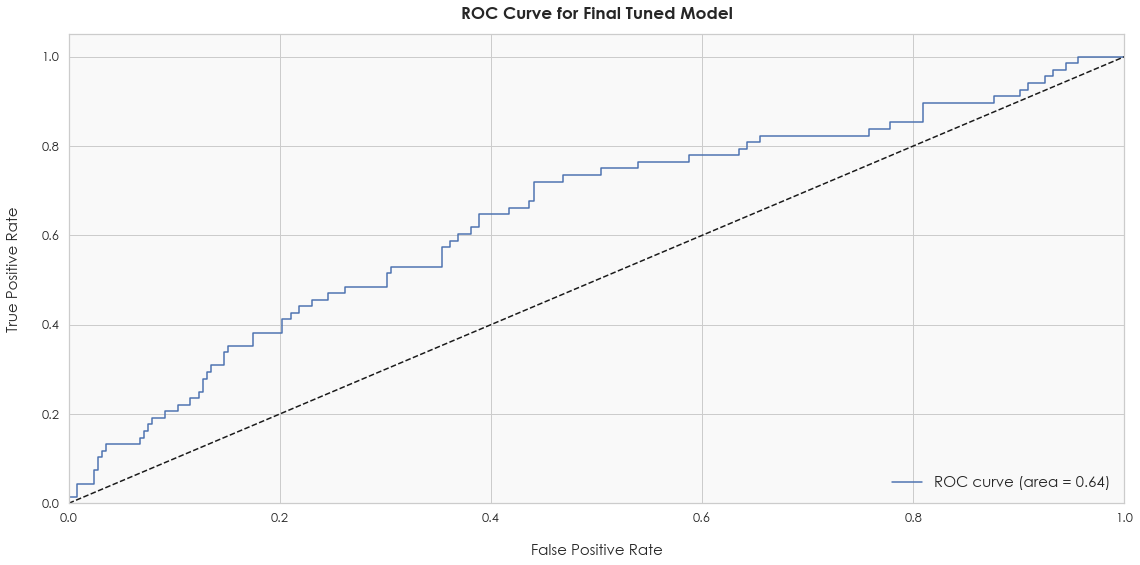 ROC Curve for Final Tuned Model
True Positive Rate
1.0
0.8
0.6
0.4
0.2
0.0
0.0 0.2 0.4 0.6 0.8 1.0
ROC curve (area = 0.64)
False Positive Rate